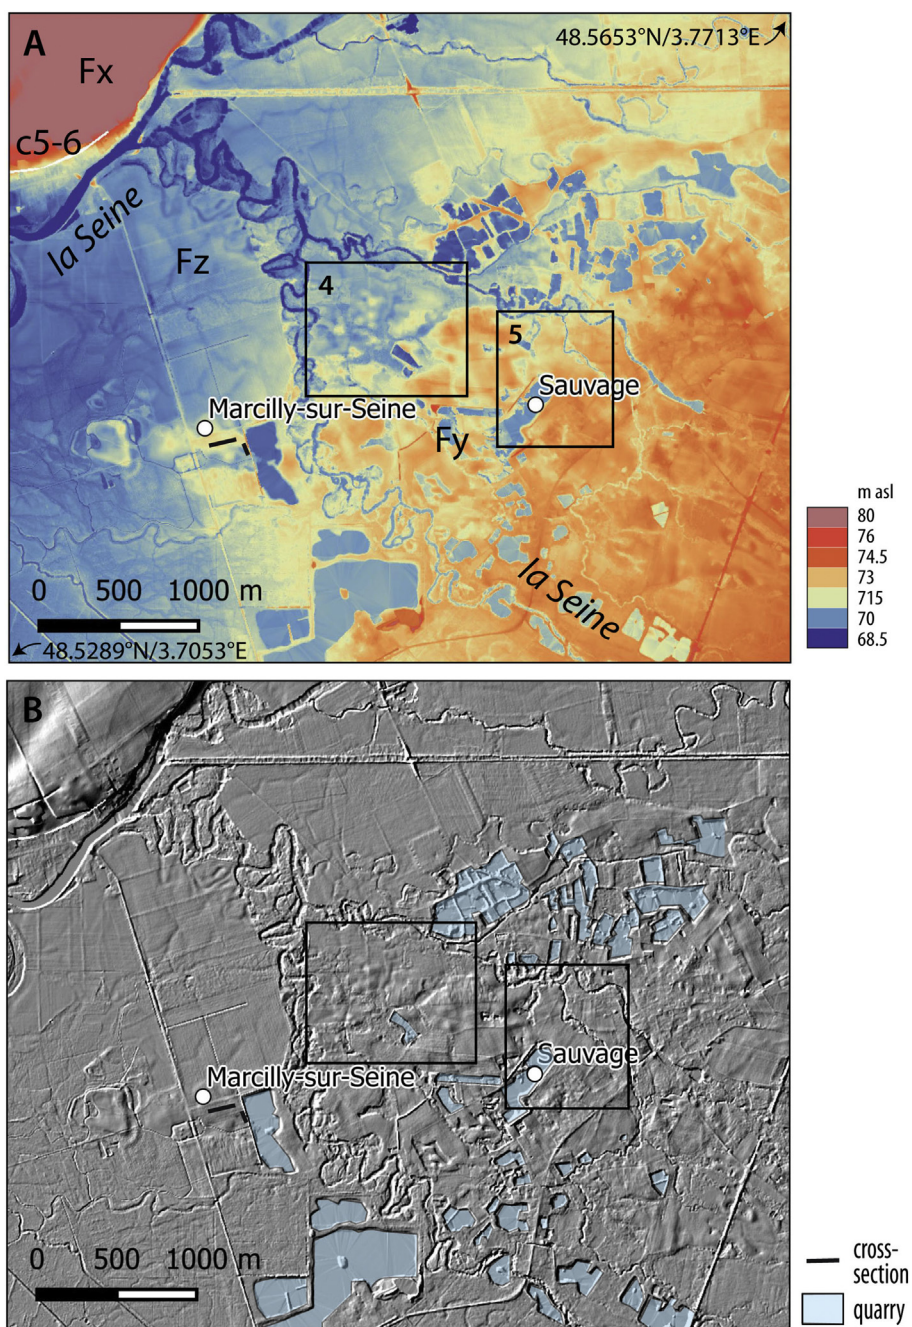 A
48.5653°N/3.7713°E
Fx
c5-6
la Seine
Fz
4
5
Sauvage
Marcilly-sur-Seine
Fy
la Seine
0 500 1000 m
48.5289°N/3.7053°E
m asl
80
76
74.5
73
715
70
68.5
B
Sauvage
Marcilly-sur-Seine
0 500 1000 m
cross-
section
quarry